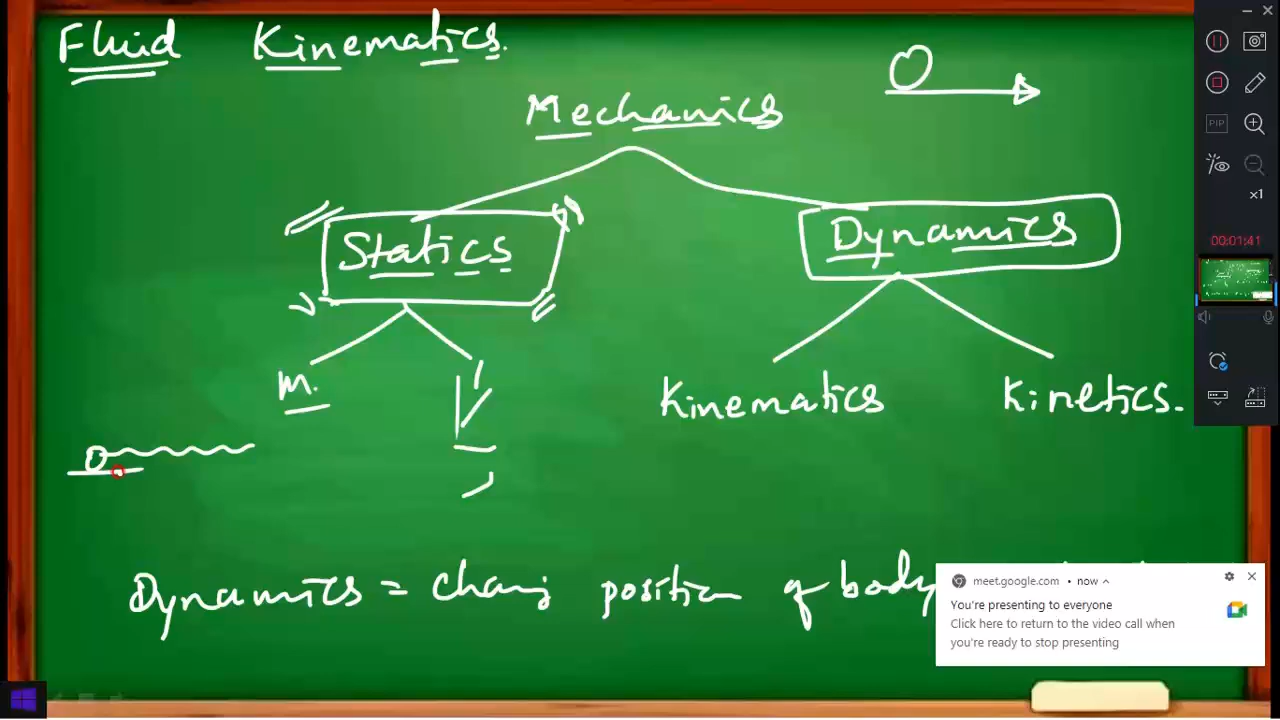 Fluid Kinematics.
Mechanics
Statics
Dynamics
m.
Kinematics
Kinetics.
Dynamics = chang position of body
PIP
×1
00:01:41
meet.google.com • now
You're presenting to everyone
Click here to return to the video call when
you're ready to stop presenting